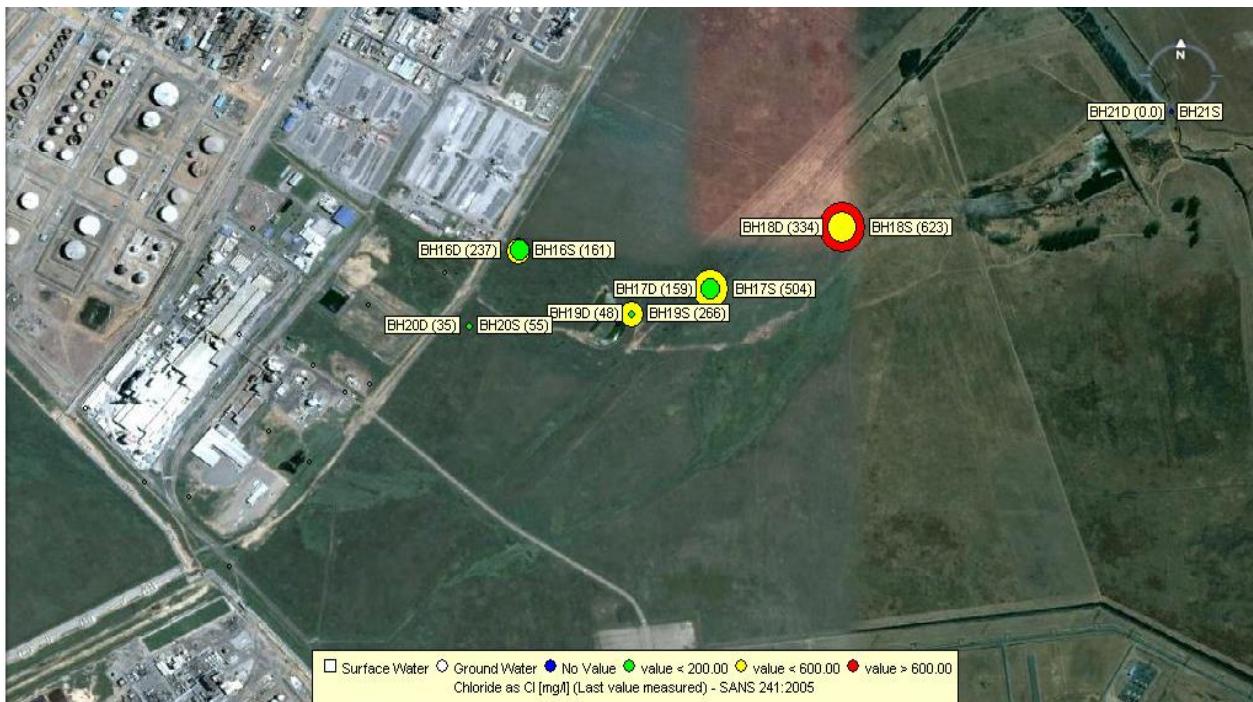 N
BH21D (0.0) BH21S
BH18D (334) BH18S (623)
BH16D (237) BH16S (161)
BH17D (159) BH17S (504)
BH19D (48) BH19S (266)
BH20D (35) BH20S (55)
Surface Water Ground Water No Value value < 200.00 value < 600.00 value > 600.00
Chloride as Cl [mg/l] (Last value measured) - SANS 241:2005